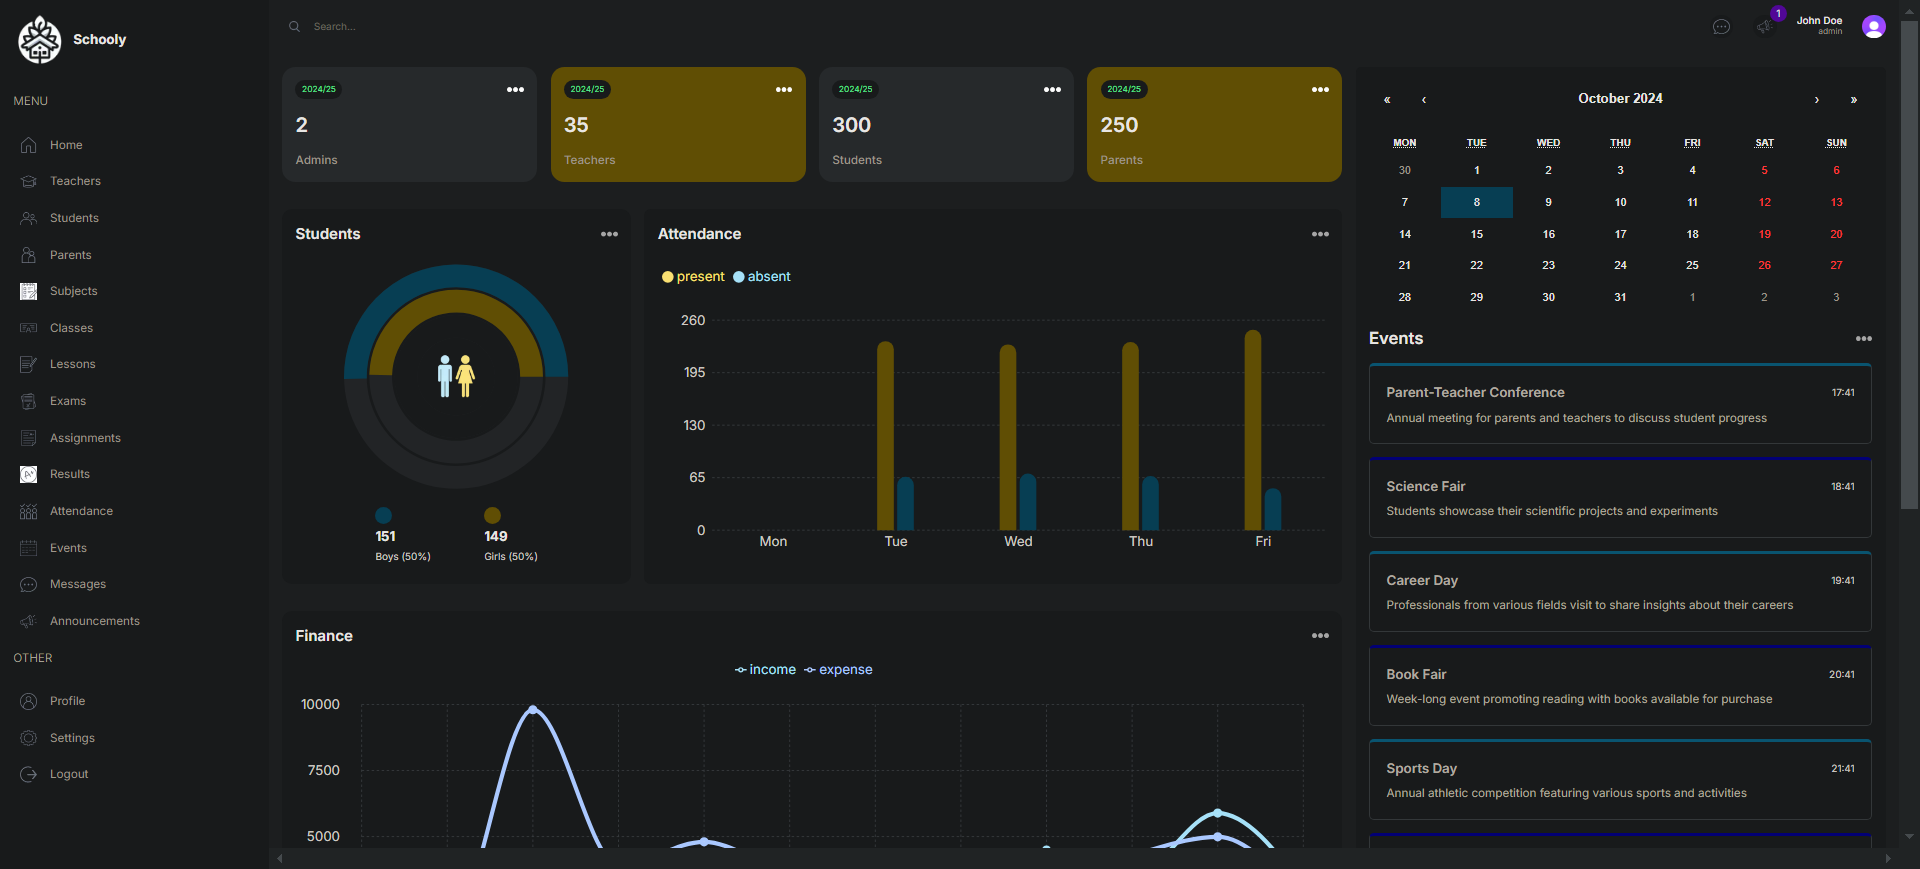 Schooly
MENU
Home
Teachers
Students
Parents
Subjects
Classes
Lessons
Exams
Assignments
Results
Attendance
Events
Messages
Announcements
OTHER
Profile
Settings
Logout
Search...
1
John Doe
admin
2024/25
2
Admins
2024/25
35
Teachers
2024/25
300
Students
2024/25
250
Parents
Students
151
Boys (50%)
149
Girls (50%)
Attendance
present absent
260
195
130
65
0
Mon Tue Wed Thu Fri
Finance
income expense
10000
7500
5000
« ‹ October 2024 › »
MON TUE WED THU FRI SAT SUN
30 1 2 3 4 5 6
7 8 9 10 11 12 13
14 15 16 17 18 19 20
21 22 23 24 25 26 27
28 29 30 31 1 2 3
Events
Parent-Teacher Conference 17:41
Annual meeting for parents and teachers to discuss student progress
Science Fair 18:41
Students showcase their scientific projects and experiments
Career Day 19:41
Professionals from various fields visit to share insights about their careers
Book Fair 20:41
Week-long event promoting reading with books available for purchase
Sports Day 21:41
Annual athletic competition featuring various sports and activities